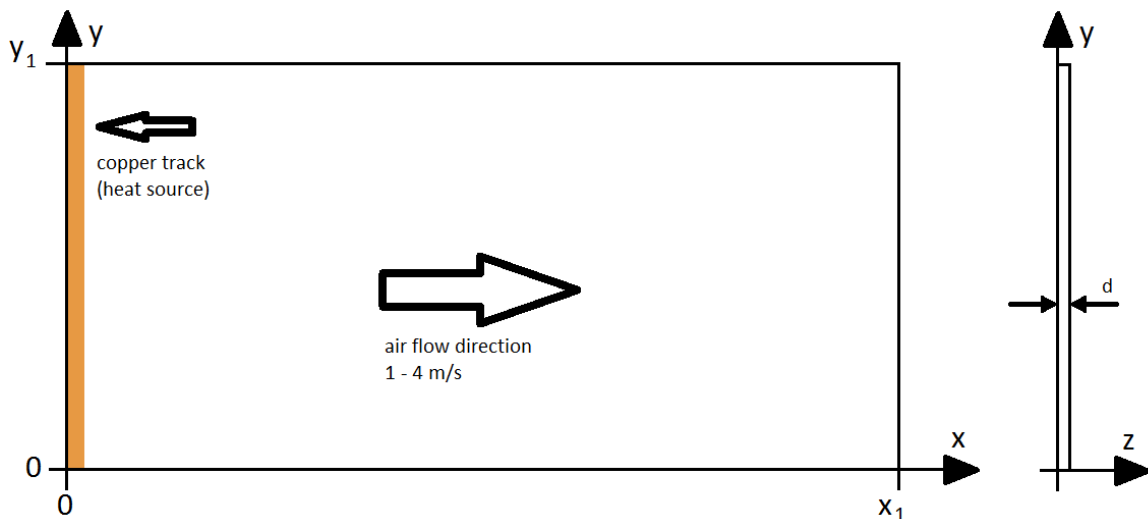 y
y1
copper track
(heat source)
air flow direction
1 - 4 m/s
x
0
0
x1
y
d
z